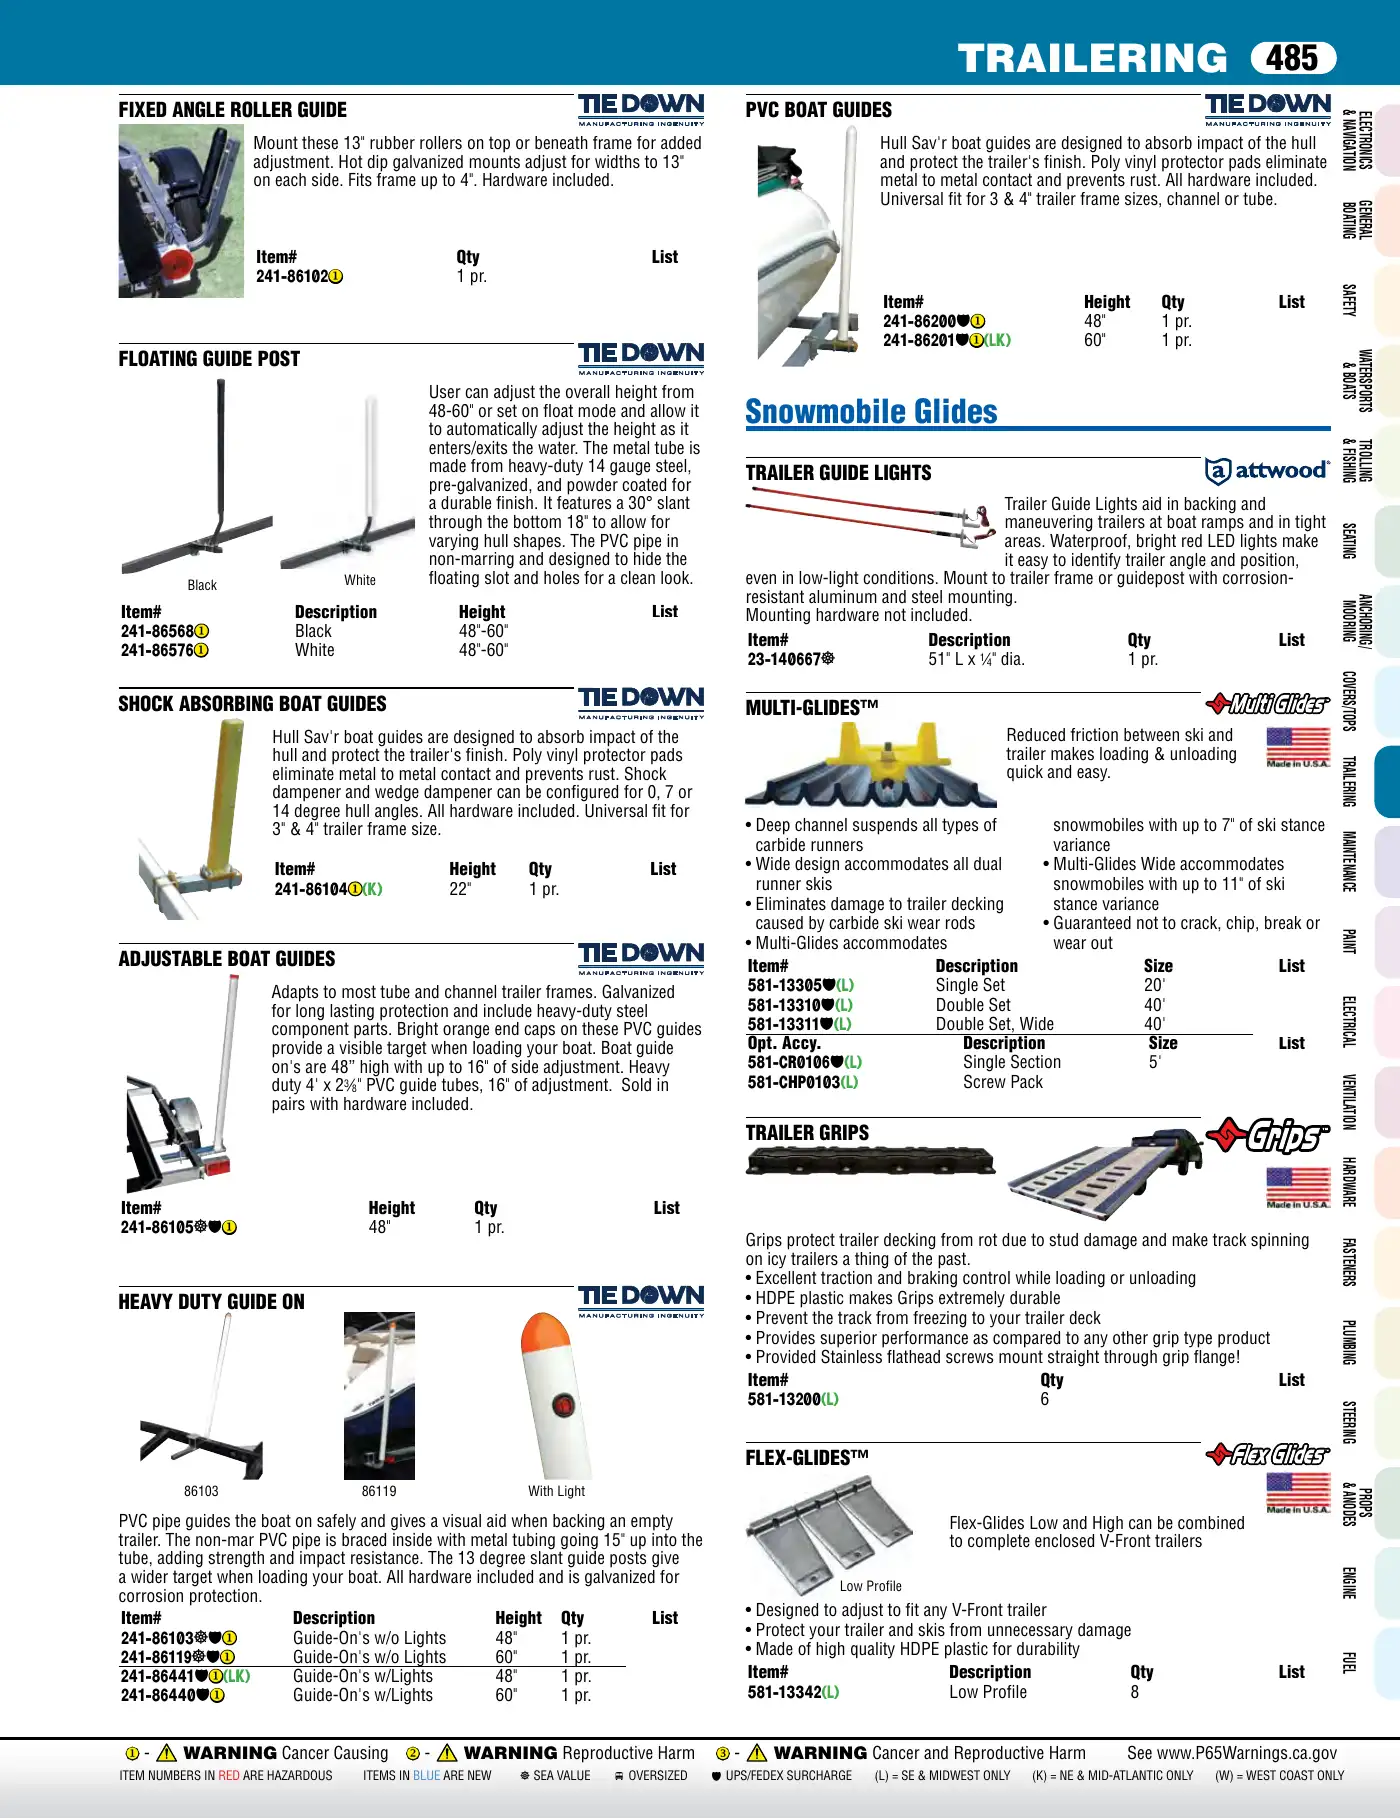 TRAILERING 485
FIXED ANGLE ROLLER GUIDE
TIE DOWN
MANUFACTURING INGENUITY
Mount these 13" rubber rollers on top or beneath frame for added
adjustment. Hot dip galvanized mounts adjust for widths to 13"
on each side. Fits frame up to 4". Hardware included.
Item# Qty List
241-86102① 1 pr.
FLOATING GUIDE POST
TIE DOWN
MANUFACTURING INGENUITY
User can adjust the overall height from
48-60" or set on float mode and allow it
to automatically adjust the height as it
enters/exits the water. The metal tube is
made from heavy-duty 14 gauge steel,
pre-galvanized, and powder coated for
a durable finish. It features a 30° slant
through the bottom 18" to allow for
varying hull shapes. The PVC pipe in
non-marring and designed to hide the
floating slot and holes for a clean look.
Black
White
Item# Description Height List
241-86568① Black 48"-60"
241-86576① White 48"-60"
SHOCK ABSORBING BOAT GUIDES
TIE DOWN
MANUFACTURING INGENUITY
Hull Sav'r boat guides are designed to absorb impact of the
hull and protect the trailer's finish. Poly vinyl protector pads
eliminate metal to metal contact and prevents rust. Shock
dampener and wedge dampener can be configured for 0, 7 or
14 degree hull angles. All hardware included. Universal fit for
3" & 4" trailer frame size.
Item# Height Qty List
241-86104①(K) 22" 1 pr.
ADJUSTABLE BOAT GUIDES
TIE DOWN
MANUFACTURING INGENUITY
Adapts to most tube and channel trailer frames. Galvanized
for long lasting protection and include heavy-duty steel
component parts. Bright orange end caps on these PVC guides
provide a visible target when loading your boat. Boat guide
on's are 48” high with up to 16" of side adjustment. Heavy
duty 4' x 2⅜" PVC guide tubes, 16" of adjustment. Sold in
pairs with hardware included.
Item# Height Qty List
241-86105① 48" 1 pr.
HEAVY DUTY GUIDE ON
TIE DOWN
MANUFACTURING INGENUITY
86103
86119
With Light
PVC pipe guides the boat on safely and gives a visual aid when backing an empty
trailer. The non-mar PVC pipe is braced inside with metal tubing going 15" up into the
tube, adding strength and impact resistance. The 13 degree slant guide posts give
a wider target when loading your boat. All hardware included and is galvanized for
corrosion protection.
Item# Description Height Qty List
241-86103① Guide-On's w/o Lights 48" 1 pr.
241-86119① Guide-On's w/o Lights 60" 1 pr.
241-86441①(LK) Guide-On's w/Lights 48" 1 pr.
241-86440① Guide-On's w/Lights 60" 1 pr.
PVC BOAT GUIDES
TIE DOWN
MANUFACTURING INGENUITY
Hull Sav'r boat guides are designed to absorb impact of the hull
and protect the trailer's finish. Poly vinyl protector pads eliminate
metal to metal contact and prevents rust. All hardware included.
Universal fit for 3 & 4" trailer frame sizes, channel or tube.
Item# Height Qty List
241-86200① 48" 1 pr.
241-86201①(LK) 60" 1 pr.
Snowmobile Glides
TRAILER GUIDE LIGHTS
attwood
Trailer Guide Lights aid in backing and
maneuvering trailers at boat ramps and in tight
areas. Waterproof, bright red LED lights make
it easy to identify trailer angle and position,
even in low-light conditions. Mount to trailer frame or guidepost with corrosion-
resistant aluminum and steel mounting.
Mounting hardware not included.
Item# Description Qty List
23-140667 51" L x ¼" dia. 1 pr.
MULTI-GLIDES™
Multi Glides
Made in U.S.A.
Reduced friction between ski and
trailer makes loading & unloading
quick and easy.
• Deep channel suspends all types of
carbide runners
• Wide design accommodates all dual
runner skis
• Eliminates damage to trailer decking
caused by carbide ski wear rods
• Multi-Glides accommodates
snowmobiles with up to 7" of ski stance
variance
• Multi-Glides Wide accommodates
snowmobiles with up to 11" of ski
stance variance
• Guaranteed not to crack, chip, break or
wear out
Item# Description Size List
581-13305(L) Single Set 20'
581-13310(L) Double Set 40'
581-13311(L) Double Set, Wide 40'
Opt. Accy. Description Size List
581-CR0106(L) Single Section 5'
581-CHP0103(L) Screw Pack
TRAILER GRIPS
Grips
Made in U.S.A.
Grips protect trailer decking from rot due to stud damage and make track spinning
on icy trailers a thing of the past.
• Excellent traction and braking control while loading or unloading
• HDPE plastic makes Grips extremely durable
• Prevent the track from freezing to your trailer deck
• Provides superior performance as compared to any other grip type product
• Provided Stainless flathead screws mount straight through grip flange!
Item# Qty List
581-13200(L) 6
FLEX-GLIDES™
Flex Glides
Made in U.S.A.
Flex-Glides Low and High can be combined
to complete enclosed V-Front trailers
Low Profile
• Designed to adjust to fit any V-Front trailer
• Protect your trailer and skis from unnecessary damage
• Made of high quality HDPE plastic for durability
Item# Description Qty List
581-13342(L) Low Profile 8
ELECTRONICS
& NAVIGATION
GENERAL
BOATING
SAFETY
WATERSPORTS
& BOATS
TROLLING
& FISHING
SEATING
ANCHORING/
MOORING
COVERS/TOPS
TRAILERING
MAINTENANCE
PAINT
ELECTRICAL
VENTILATION
HARDWARE
FASTENERS
PLUMBING
STEERING
PROPS
& ANODES
ENGINE
FUEL
① - WARNING Cancer Causing ② - WARNING Reproductive Harm ③ - WARNING Cancer and Reproductive Harm See www.P65Warnings.ca.gov
ITEM NUMBERS IN RED ARE HAZARDOUS ITEMS IN BLUE ARE NEW SEA VALUE OVERSIZED UPS/FEDEX SURCHARGE (L) = SE & MIDWEST ONLY (K) = NE & MID-ATLANTIC ONLY (W) = WEST COAST ONLY